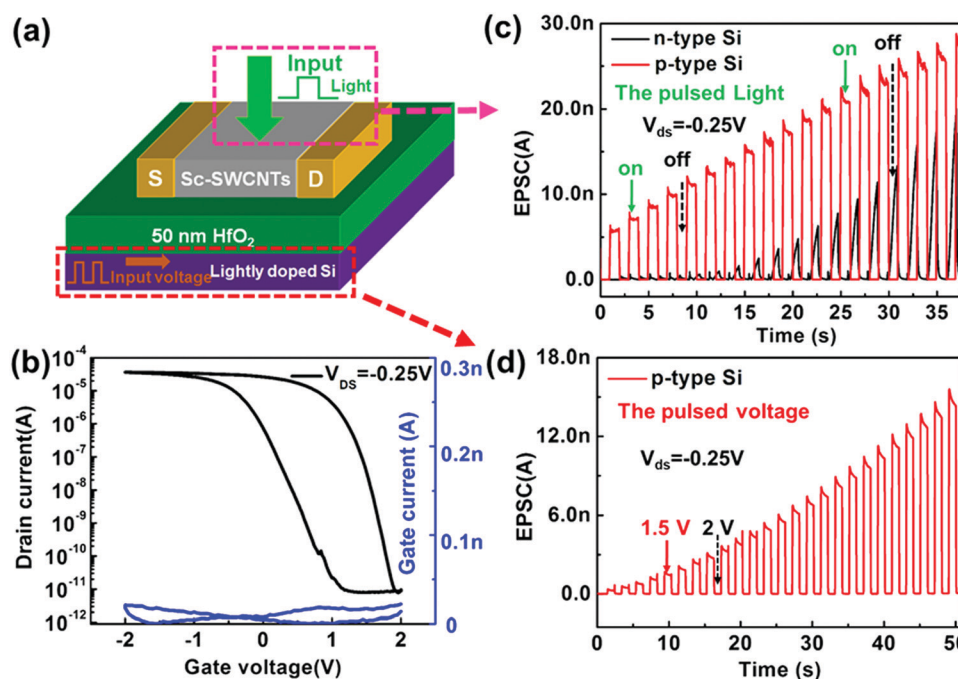 (a)
Input
Light
S
Sc-SWCNTs
D
50 nm HfO₂
Input voltage
Lightly doped Si
(b)
V_DS=-0.25V
Drain current(A)
10⁻⁴
10⁻⁵
10⁻⁶
10⁻⁷
10⁻⁸
10⁻⁹
10⁻¹⁰
10⁻¹¹
10⁻¹²
Gate current (A)
0.3n
0.2n
0.1n
0
-2 -1 0 1 2
Gate voltage(V)
(c)
n-type Si
p-type Si
The pulsed Light
V_ds=-0.25V
on
off
on
off
EPSC(A)
30.0n
20.0n
10.0n
0.0
0 5 10 15 20 25 30 35
Time (s)
(d)
p-type Si
The pulsed voltage
V_ds=-0.25V
1.5 V
2 V
EPSC(A)
18.0n
12.0n
6.0n
0.0
0 10 20 30 40 50
Time (s)